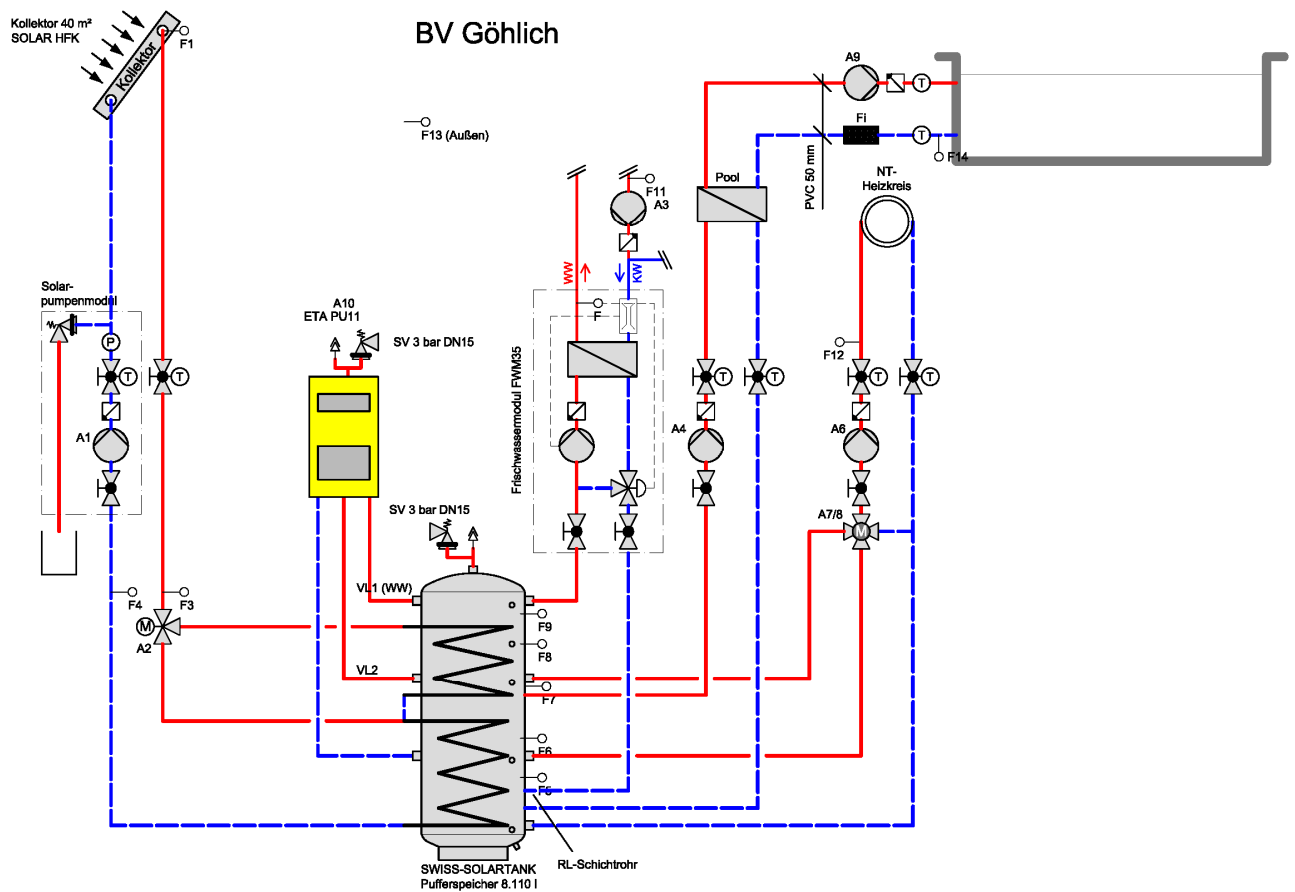 Kollektor 40 m²
SOLAR HFK
Kollektor
F1
BV Göhlich
F13 (Außen)
A9
T
Fi
T
F14
PVC 50 mm
Pool
NT-
Heizkreis
F11
A3
WW
KW
F
Frischwassermodul FWM35
Solar-
pumpenmodul
P
T
T
A1
A10
ETA PU11
SV 3 bar DN15
F12
T
T
T
T
A4
A6
A7/8
M
SV 3 bar DN15
VL1 (WW)
F4
F3
M
A2
F9
F8
VL2
F7
F6
F5
RL-Schichtrohr
SWISS-SOLARTANK
Pufferspeicher 8.110 l